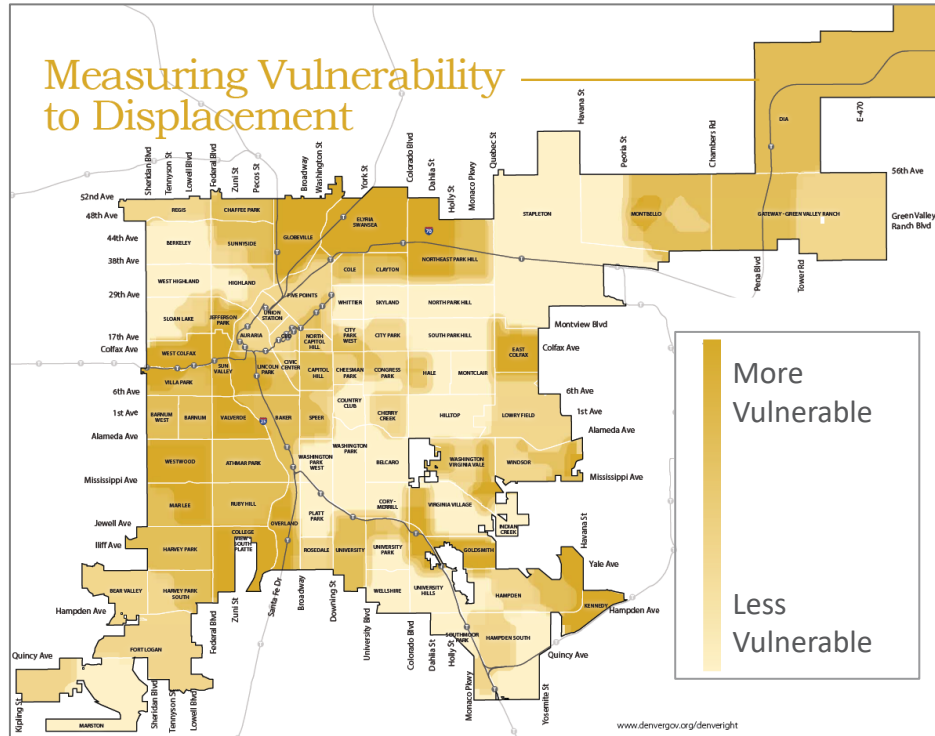 Measuring Vulnerability
to Displacement
Sheridan Blvd
Tennyson St
Lowell Blvd
Federal Blvd
Zuni St
Pecos St
Broadway
Washington St
York St
Colorado Blvd
Dahlia St
Holly St
Monaco Pkwy
Quebec St
Havana St
Peoria St
Chambers Rd
E-470
56th Ave
Green Valley
Ranch Blvd
Pena Blvd
Tower Rd
52nd Ave
48th Ave
44th Ave
38th Ave
29th Ave
17th Ave
Colfax Ave
6th Ave
1st Ave
Alameda Ave
Mississippi Ave
Jewell Ave
Iliff Ave
Hampden Ave
Quincy Ave
DIA
REGIS
CHAFFEE PARK
GLOBEVILLE
ELYRIA
SWANSEA
STAPLETON
MONTBELLO
GATEWAY - GREEN VALLEY RANCH
BERKELEY
SUNNYSIDE
70
COLE
CLAYTON
NORTHEAST PARK HILL
WEST HIGHLAND
HIGHLAND
FIVE POINTS
WHITTIER
SKYLAND
NORTH PARK HILL
SLOAN LAKE
JEFFERSON
PARK
UNION
STATION
AURARIA
CBD
NORTH
CAPITOL
HILL
CITY
PARK
WEST
CITY PARK
SOUTH PARK HILL
EAST
COLFAX
Montview Blvd
Colfax Ave
WEST COLFAX
VILLA PARK
SUN
VALLEY
LINCOLN
PARK
CIVIC
CENTER
CAPITOL
HILL
CHEESMAN
PARK
CONGRESS
PARK
HALE
MONTCLAIR
6th Ave
1st Ave
Alameda Ave
BARNUM
WEST
BARNUM
VALVERDE
BAKER
SPEER
COUNTRY
CLUB
CHERRY
CREEK
HILLTOP
LOWRY FIELD
25
WESTWOOD
ATHMAR PARK
WASHINGTON
PARK
WEST
WASHINGTON
PARK
BELCARO
WASHINGTON
VIRGINIA VALE
WINDSOR
Mississippi Ave
MAR LEE
RUBY HILL
PLATT
PARK
CORY -
MERRILL
VIRGINIA VILLAGE
INDIAN
CREEK
Havana St
HARVEY PARK
COLLEGE
VIEW
SOUTH
PLATTE
OVERLAND
ROSEDALE
UNIVERSITY
UNIVERSITY
PARK
GOLDSMITH
Yale Ave
BEAR VALLEY
HARVEY PARK
SOUTH
WELLSHIRE
UNIVERSITY
HILLS
HAMPDEN
KENNEDY
Hampden Ave
FORT LOGAN
SOUTHMOOR
PARK
HAMPDEN SOUTH
Quincy Ave
MARSTON
Kipling St
Sheridan Blvd
Tennyson St
Lowell Blvd
Federal Blvd
Zuni St
Santa Fe Dr
Broadway
Downing St
University Blvd
Colorado Blvd
Dahlia St
Holly St
Monaco Pkwy
Yosemite St
More
Vulnerable
Less
Vulnerable
www.denvergov.org/denveright